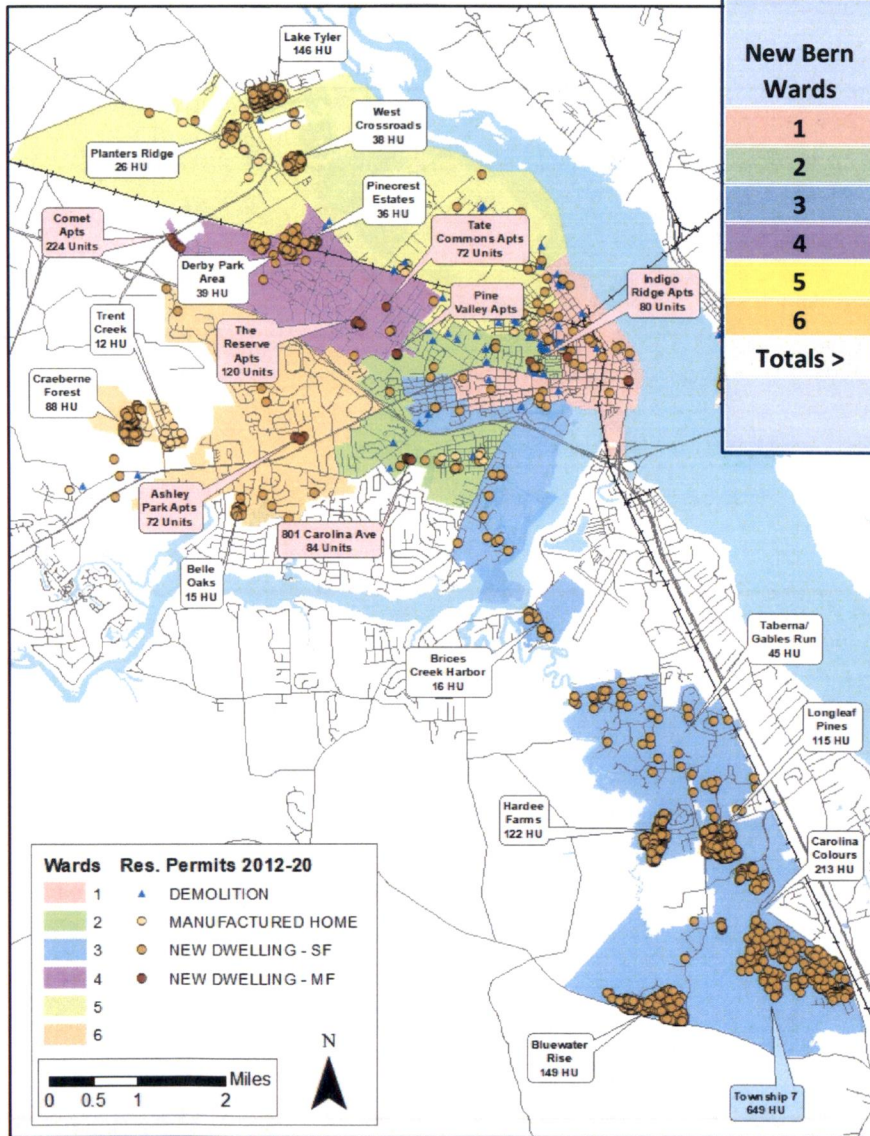 New Bern
Wards
1
2
3
4
5
6
Totals >
Lake Tyler
146 HU
West
Crossroads
38 HU
Planters Ridge
26 HU
Pinecrest
Estates
36 HU
Comet
Apts
224 Units
Tate
Commons Apts
72 Units
Derby Park
Area
39 HU
Indigo
Ridge Apts
80 Units
Pine
Valley Apts
Trent
Creek
12 HU
The
Reserve
Apts
120 Units
Craeberne
Forest
88 HU
Ashley
Park Apts
72 Units
801 Carolina Ave
84 Units
Belle
Oaks
15 HU
Brices
Creek Harbor
16 HU
Taberna/
Gables Run
45 HU
Longleaf
Pines
115 HU
Hardee
Farms
122 HU
Carolina
Colours
213 HU
Bluewater
Rise
149 HU
Township 7
649 HU
Wards Res. Permits 2012-20
1 DEMOLITION
2 MANUFACTURED HOME
3 NEW DWELLING - SF
4 NEW DWELLING - MF
5
6
N
Miles
0 0.5 1 2